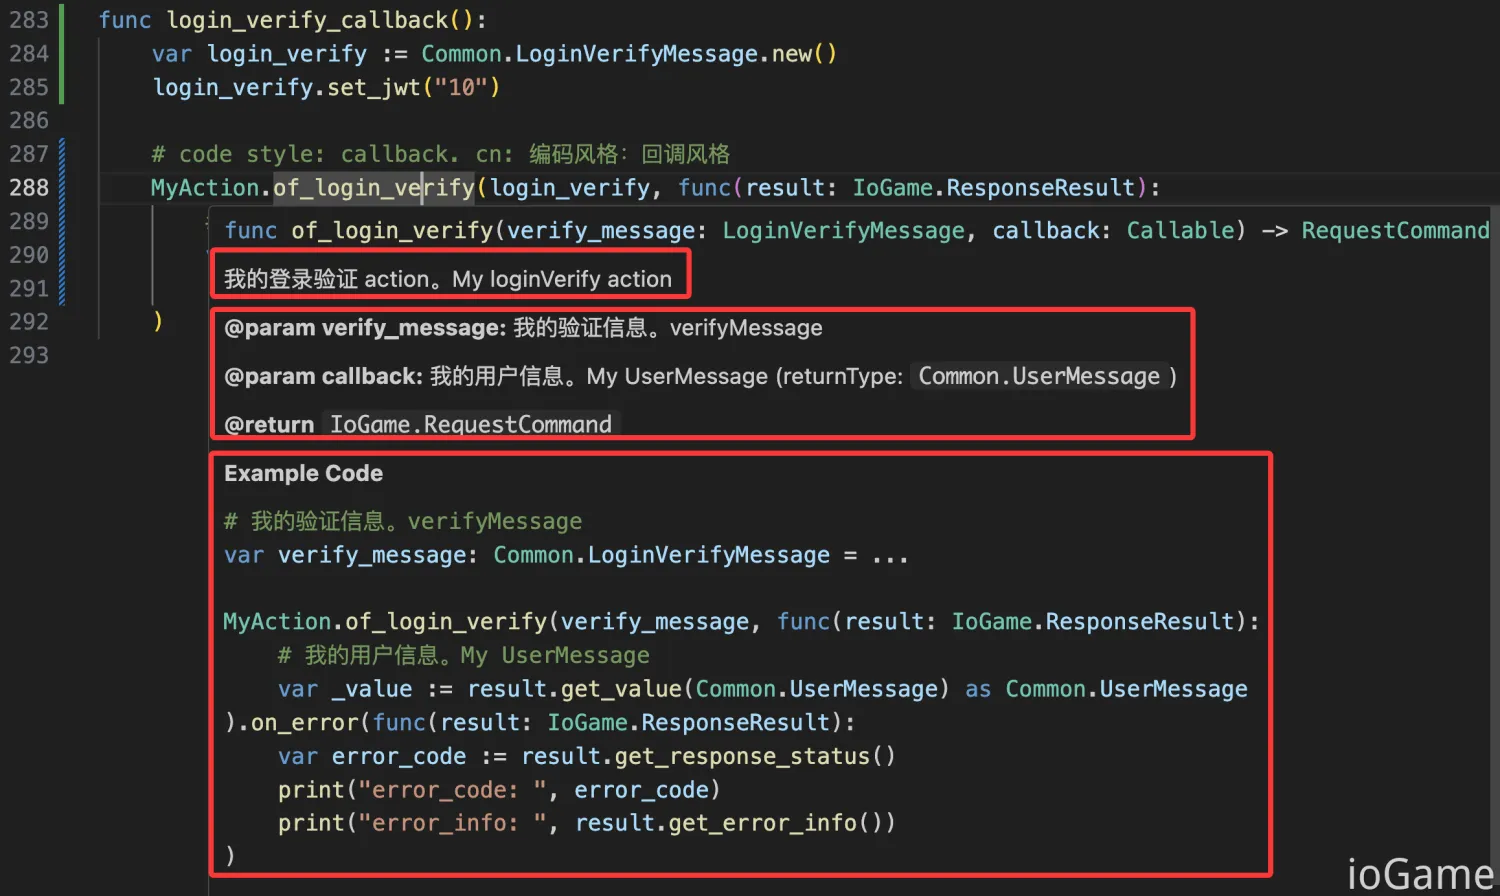 283 func login_verify_callback():
284 var login_verify := Common.LoginVerifyMessage.new()
285 login_verify.set_jwt("10")
286
287 # code style: callback. cn: 编码风格：回调风格
288 MyAction.of_login_verify(login_verify, func(result: IoGame.ResponseResult):
289
func of_login_verify(verify_message: LoginVerifyMessage, callback: Callable) -> RequestCommand
290
我的登录验证 action。My loginVerify action
291
292 )
@param verify_message: 我的验证信息。verifyMessage
293
@param callback: 我的用户信息。My UserMessage (returnType: Common.UserMessage )
@return IoGame.RequestCommand
Example Code
# 我的验证信息。verifyMessage
var verify_message: Common.LoginVerifyMessage = ...
MyAction.of_login_verify(verify_message, func(result: IoGame.ResponseResult):
# 我的用户信息。My UserMessage
var _value := result.get_value(Common.UserMessage) as Common.UserMessage
).on_error(func(result: IoGame.ResponseResult):
var error_code := result.get_response_status()
print("error_code: ", error_code)
print("error_info: ", result.get_error_info())
)
ioGame